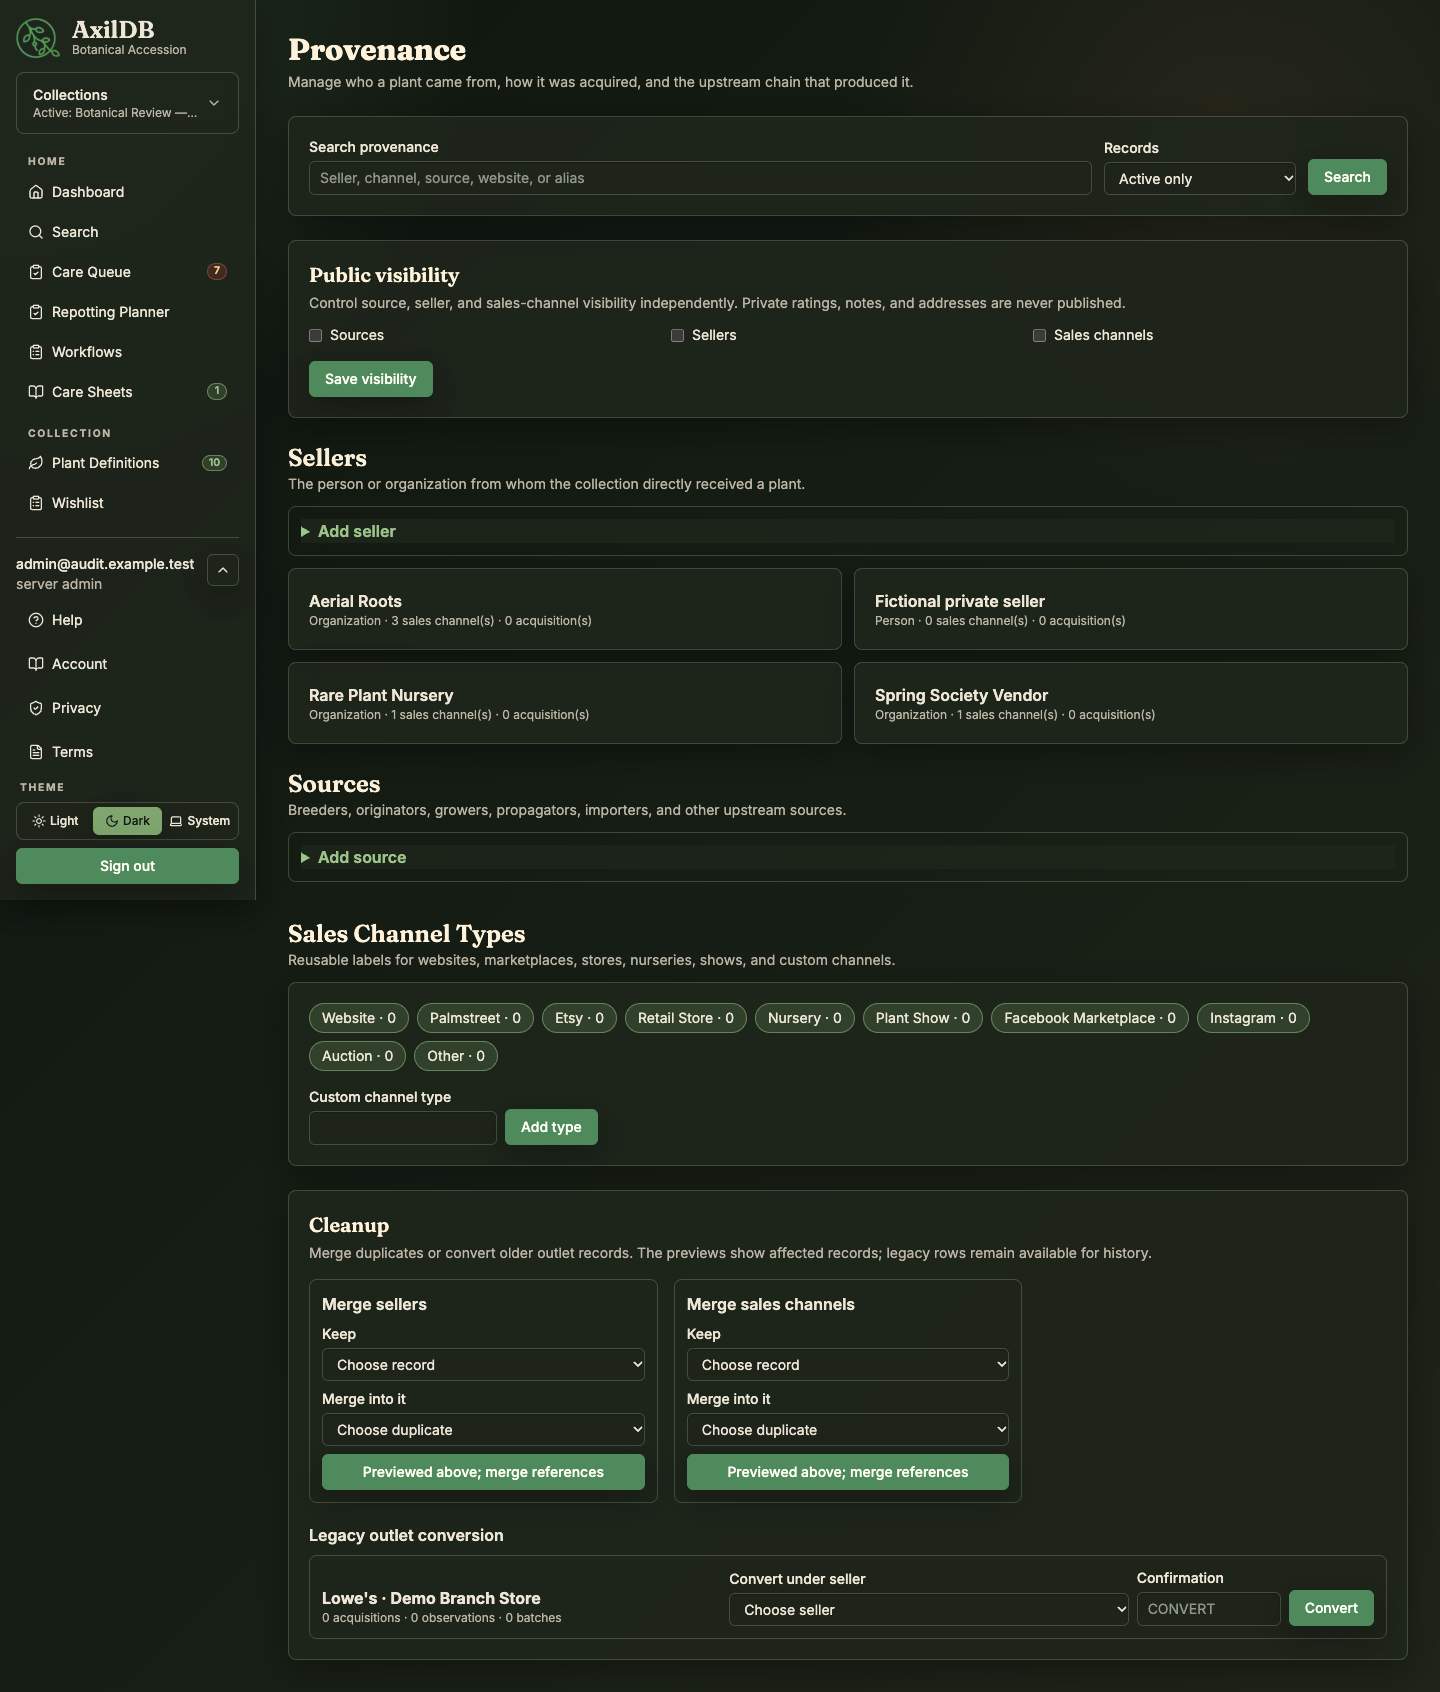 AxilDB
Botanical Accession
Collections
Active: Botanical Review —...
HOME
Dashboard
Search
Care Queue 7
Repotting Planner
Workflows
Care Sheets 1
COLLECTION
Plant Definitions 10
Wishlist
admin@audit.example.test
server admin
Help
Account
Privacy
Terms
THEME
Light Dark System
Sign out
Provenance
Manage who a plant came from, how it was acquired, and the upstream chain that produced it.
Search provenance
Seller, channel, source, website, or alias
Records
Active only
Search
Public visibility
Control source, seller, and sales-channel visibility independently. Private ratings, notes, and addresses are never published.
Sources Sellers Sales channels
Save visibility
Sellers
The person or organization from whom the collection directly received a plant.
Add seller
Aerial Roots
Organization · 3 sales channel(s) · 0 acquisition(s)
Fictional private seller
Person · 0 sales channel(s) · 0 acquisition(s)
Rare Plant Nursery
Organization · 1 sales channel(s) · 0 acquisition(s)
Spring Society Vendor
Organization · 1 sales channel(s) · 0 acquisition(s)
Sources
Breeders, originators, growers, propagators, importers, and other upstream sources.
Add source
Sales Channel Types
Reusable labels for websites, marketplaces, stores, nurseries, shows, and custom channels.
Website · 0 Palmstreet · 0 Etsy · 0 Retail Store · 0 Nursery · 0 Plant Show · 0 Facebook Marketplace · 0 Instagram · 0
Auction · 0 Other · 0
Custom channel type
Add type
Cleanup
Merge duplicates or convert older outlet records. The previews show affected records; legacy rows remain available for history.
Merge sellers
Keep
Choose record
Merge into it
Choose duplicate
Previewed above; merge references
Merge sales channels
Keep
Choose record
Merge into it
Choose duplicate
Previewed above; merge references
Legacy outlet conversion
Lowe's · Demo Branch Store
0 acquisitions · 0 observations · 0 batches
Convert under seller
Choose seller
Confirmation
CONVERT
Convert